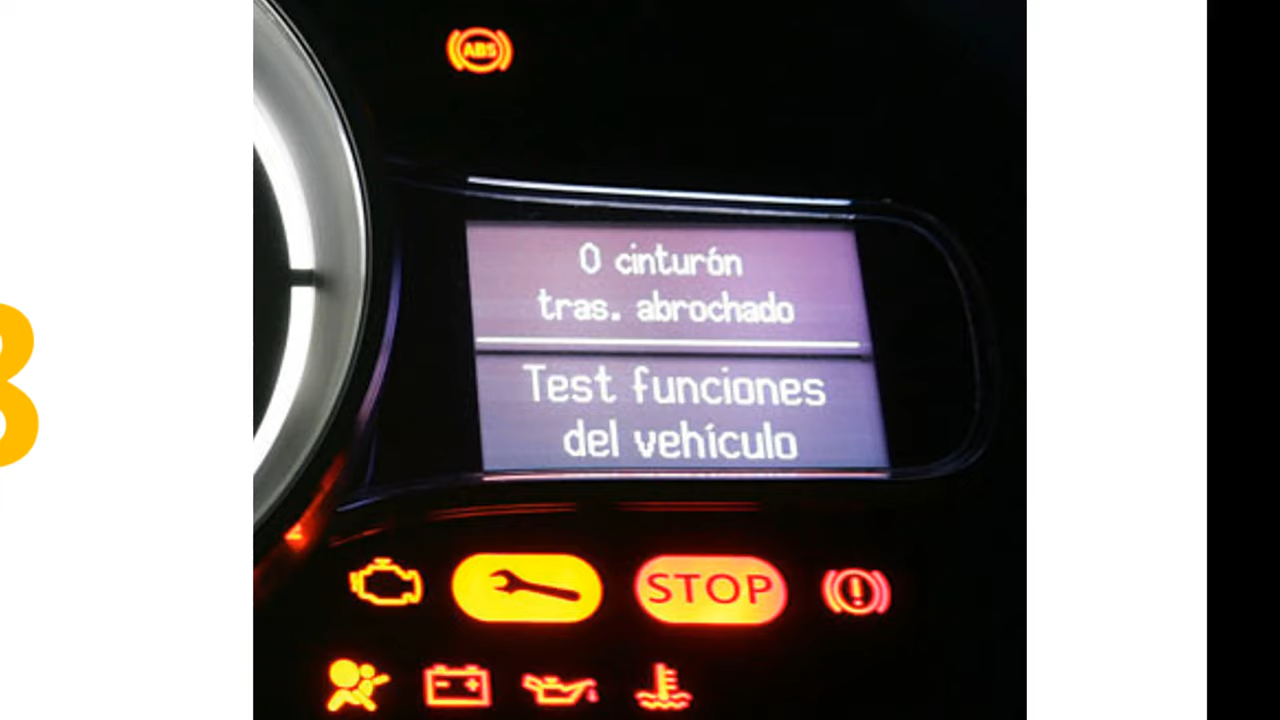 ABS
0 cinturón
tras. abrochado
Test funciones
del vehículo
STOP